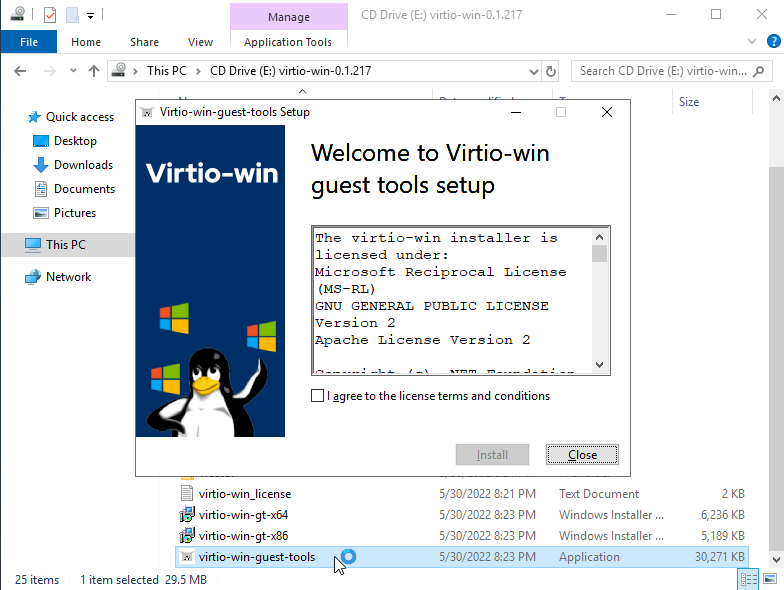 Manage
CD Drive (E:) virtio-win-0.1.217
File
Home
Share
View
Application Tools
This PC
CD Drive (E:) virtio-win-0.1.217
Search CD Drive (E:) virtio-win...
Size
Quick access
Desktop
Downloads
Documents
Pictures
This PC
Network
Virtio-win-guest-tools Setup
Virtio-win
Welcome to Virtio-win
guest tools setup
The virtio-win installer is
licensed under:
Microsoft Reciprocal License
(MS-RL)
GNU GENERAL PUBLIC LICENSE
Version 2
Apache License Version 2
Copyright (c) .NET Foundation
I agree to the license terms and conditions
Install
Close
virtio-win_license 5/30/2022 8:21 PM Text Document 2 KB
virtio-win-gt-x64 5/30/2022 8:23 PM Windows Installer ... 6,236 KB
virtio-win-gt-x86 5/30/2022 8:23 PM Windows Installer ... 5,189 KB
virtio-win-guest-tools 5/30/2022 8:23 PM Application 30,271 KB
25 items 1 item selected 29.5 MB